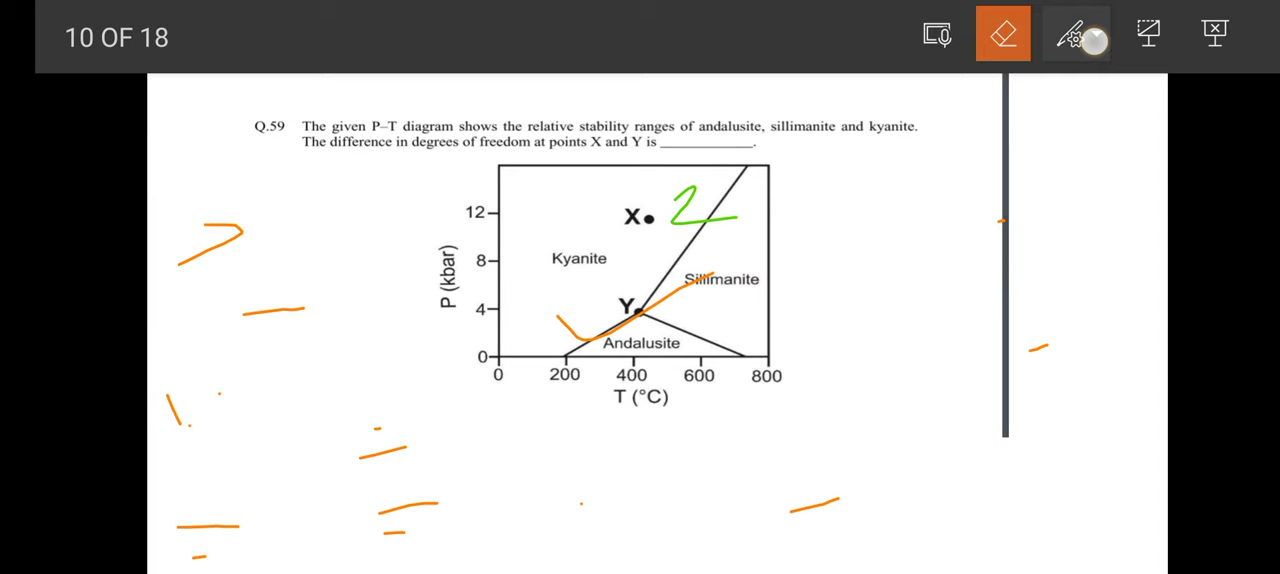 10 OF 18
Q.59 The given P–T diagram shows the relative stability ranges of andalusite, sillimanite and kyanite.
The difference in degrees of freedom at points X and Y is ____________.
12
X
2
Kyanite
8
Sillimanite
P (kbar)
Y
4
Andalusite
0
0 200 400 600 800
T (°C)